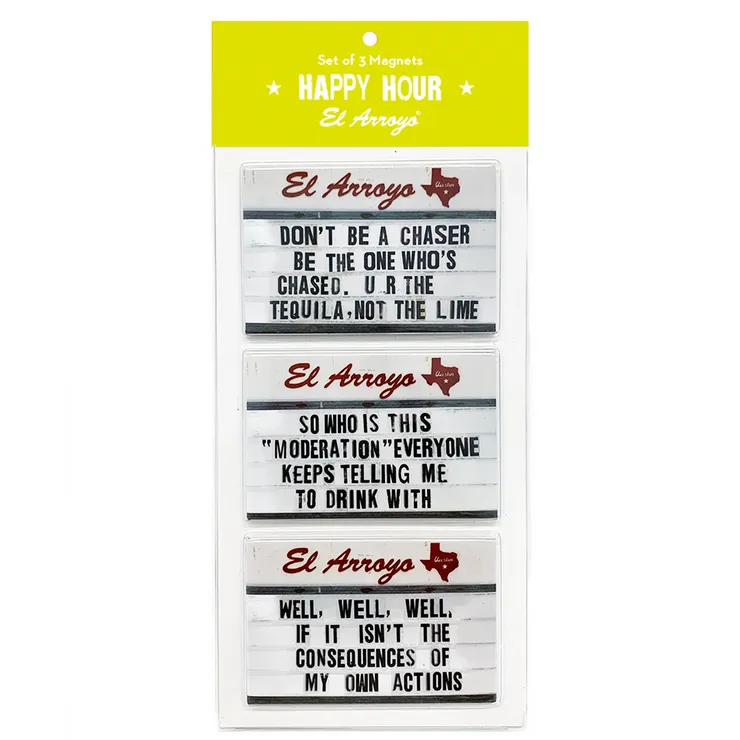 Set of 3 Magnets
HAPPY HOUR
El Arroyo®
El Arroyo
DON'T BE A CHASER
BE THE ONE WHO'S
CHASED. U R THE
TEQUILA, NOT THE LIME
El Arroyo
SO WHO IS THIS
"MODERATION" EVERYONE
KEEPS TELLING ME
TO DRINK WITH
El Arroyo
WELL, WELL, WELL,
IF IT ISN'T THE
CONSEQUENCES OF
MY OWN ACTIONS